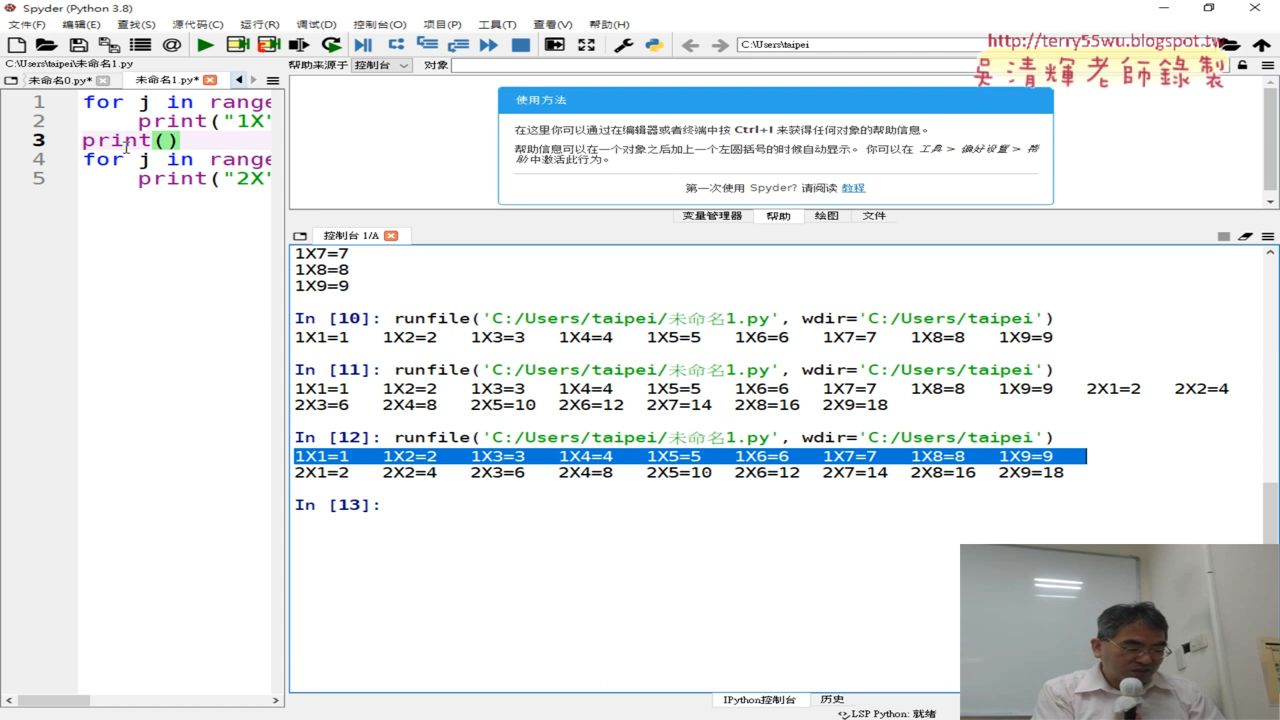 Spyder (Python 3.8)
文件(F) 编辑(E) 查找(S) 源代码(C) 运行(R) 调试(D) 控制台(O) 项目(P) 工具(T) 查看(V) 帮助(H)
C:\Users\taipei
http://terry55wu.blogspot.tw
吳清輝老師錄製
C:\Users\taipei\未命名1.py
未命名0.py* 未命名1.py*
帮助来源于 控制台 对象
1 for j in range
2 print("1X"
3 print()
4 for j in range
5 print("2X"
使用方法
在这里你可以通过在编辑器或者终端中按 Ctrl+I 来获得任何对象的帮助信息。
帮助信息可以在一个对象之后加上一个左圆括号的时候自动显示。 你可以在 工具 > 偏好设置 > 帮
助 中激活此行为。
第一次使用 Spyder? 请阅读 教程
变量管理器 帮助 绘图 文件
控制台 1/A
1X7=7
1X8=8
1X9=9
In [10]: runfile('C:/Users/taipei/未命名1.py', wdir='C:/Users/taipei')
1X1=1 1X2=2 1X3=3 1X4=4 1X5=5 1X6=6 1X7=7 1X8=8 1X9=9
In [11]: runfile('C:/Users/taipei/未命名1.py', wdir='C:/Users/taipei')
1X1=1 1X2=2 1X3=3 1X4=4 1X5=5 1X6=6 1X7=7 1X8=8 1X9=9 2X1=2 2X2=4
2X3=6 2X4=8 2X5=10 2X6=12 2X7=14 2X8=16 2X9=18
In [12]: runfile('C:/Users/taipei/未命名1.py', wdir='C:/Users/taipei')
1X1=1 1X2=2 1X3=3 1X4=4 1X5=5 1X6=6 1X7=7 1X8=8 1X9=9
2X1=2 2X2=4 2X3=6 2X4=8 2X5=10 2X6=12 2X7=14 2X8=16 2X9=18
In [13]:
IPython控制台 历史
LSP Python: 就绪